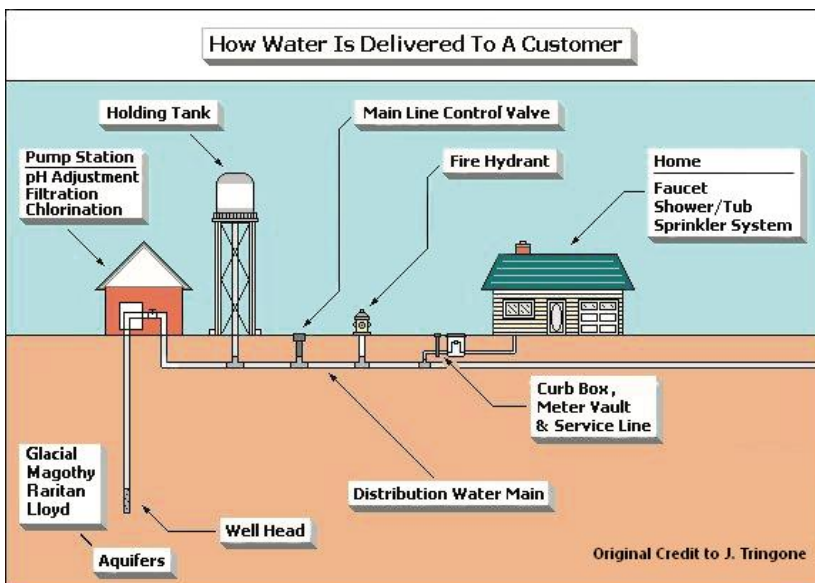 How Water Is Delivered To A Customer
Holding Tank
Main Line Control Valve
Pump Station
pH Adjustment
Filtration
Chlorination
Fire Hydrant
Home
Faucet
Shower/Tub
Sprinkler System
Curb Box,
Meter Vault
& Service Line
Glacial
Magothy
Raritan
Lloyd
Distribution Water Main
Well Head
Aquifers
Original Credit to J. Tringone